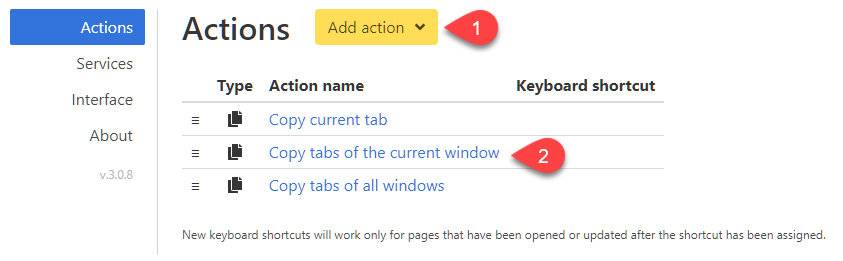 Actions
Services
Interface
About
v.3.0.8
Actions
Add action
1
Type Action name Keyboard shortcut
Copy current tab
Copy tabs of the current window
2
Copy tabs of all windows
New keyboard shortcuts will work only for pages that have been opened or updated after the shortcut has been assigned.